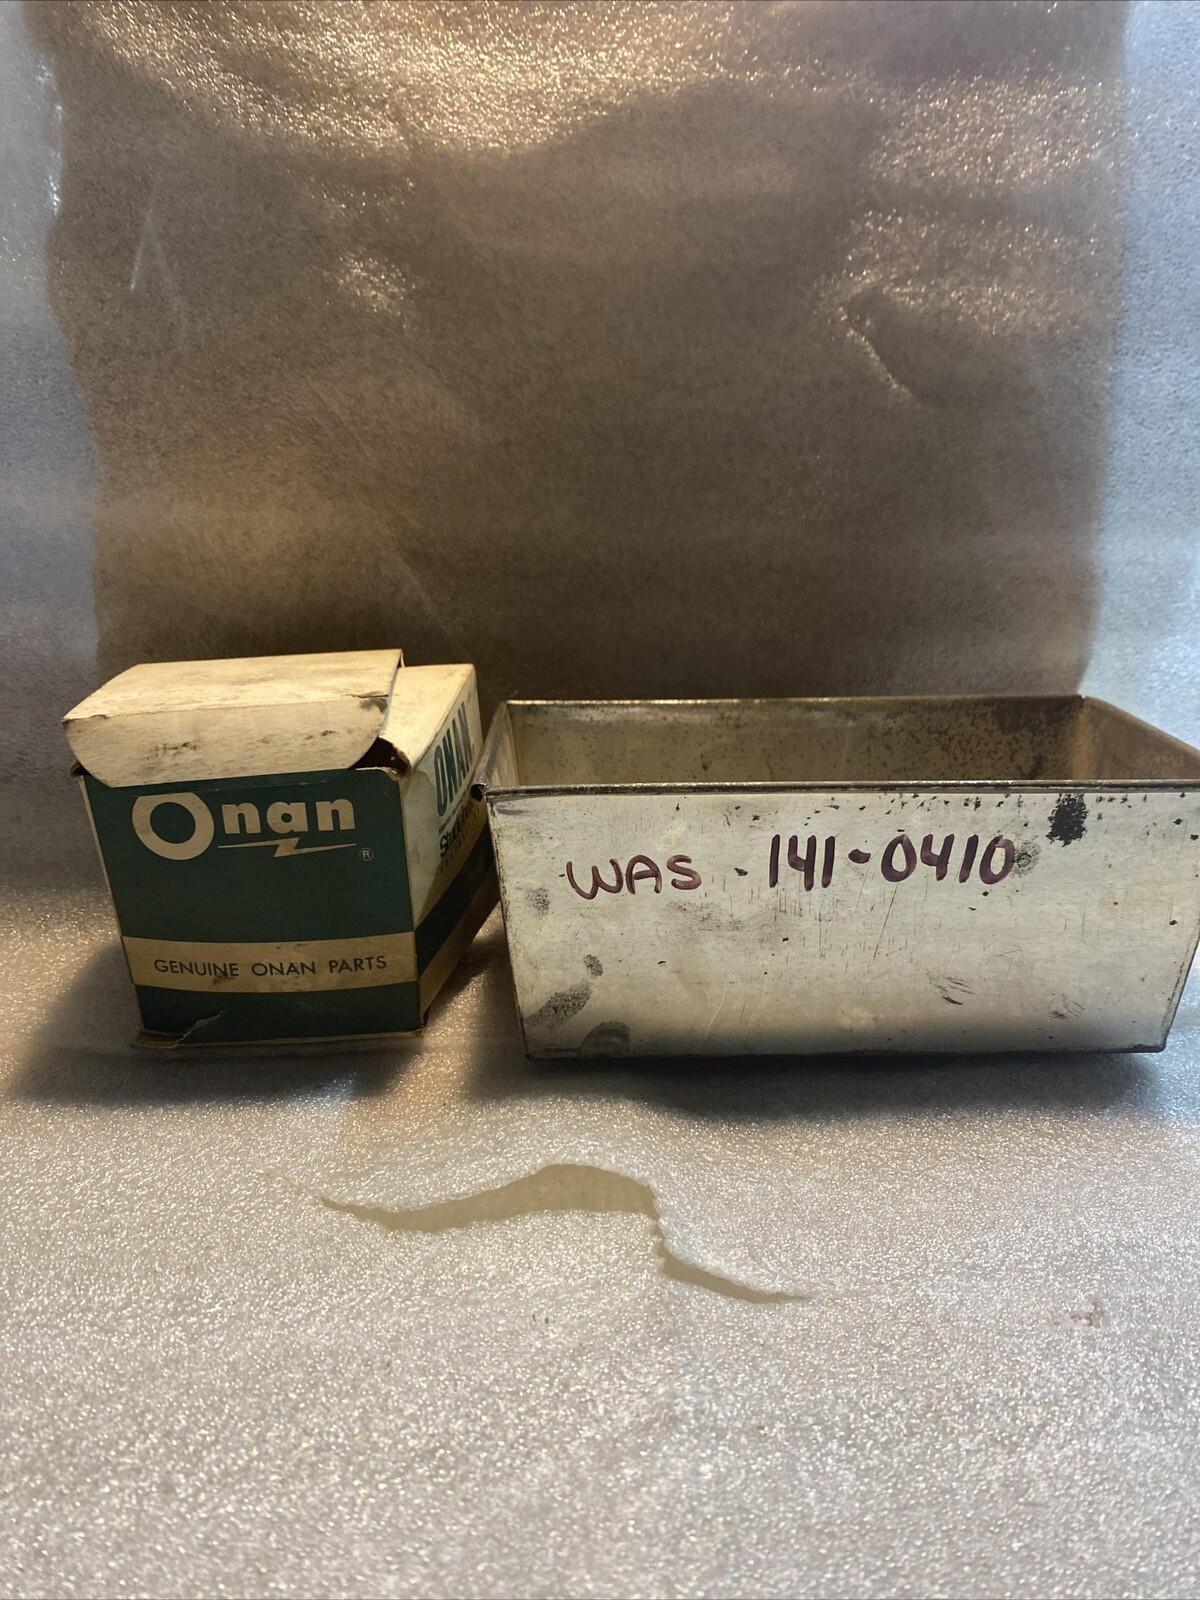 Onan
®
GENUINE ONAN PARTS
ONAN
WAS 141-0410